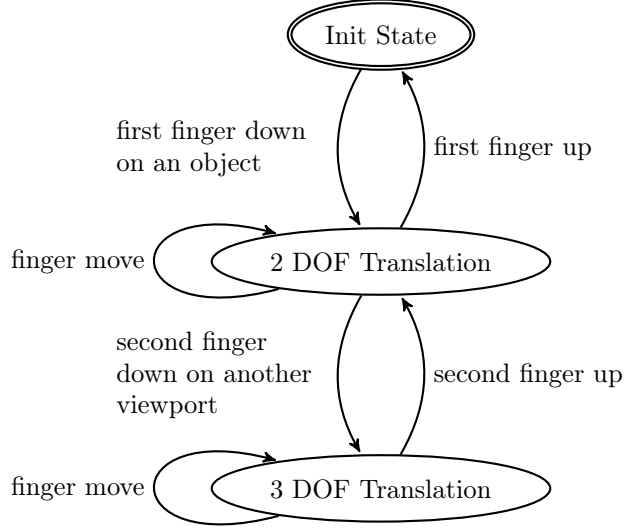 Init State
first finger down
on an object
first finger up
finger move
2 DOF Translation
second finger
down on another
viewport
second finger up
finger move
3 DOF Translation